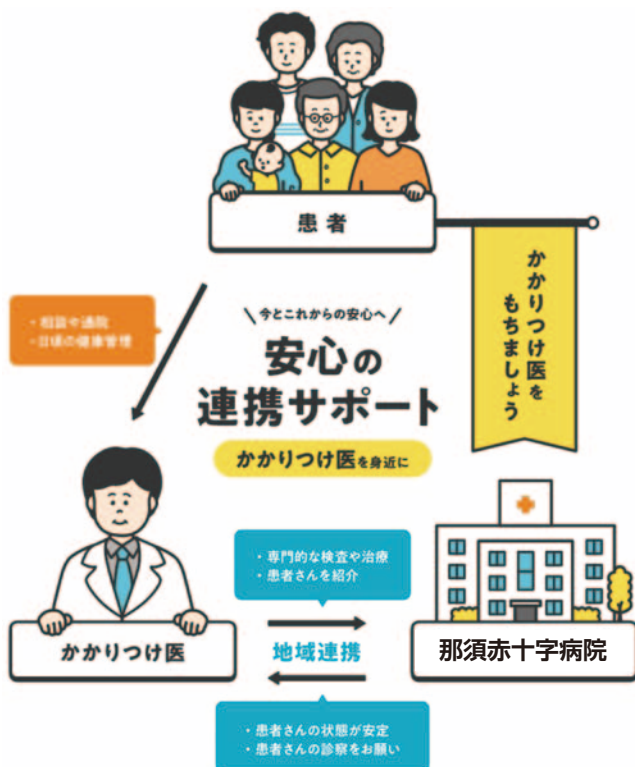 患者
かかりつけ医を
もちましょう
・相談や通院
・日頃の健康管理
今とこれからの安心へ
安心の
連携サポート
かかりつけ医を身近に
・専門的な検査や治療
・患者さんを紹介
かかりつけ医
地域連携
那須赤十字病院
・患者さんの状態が安定
・患者さんの診察をお願い